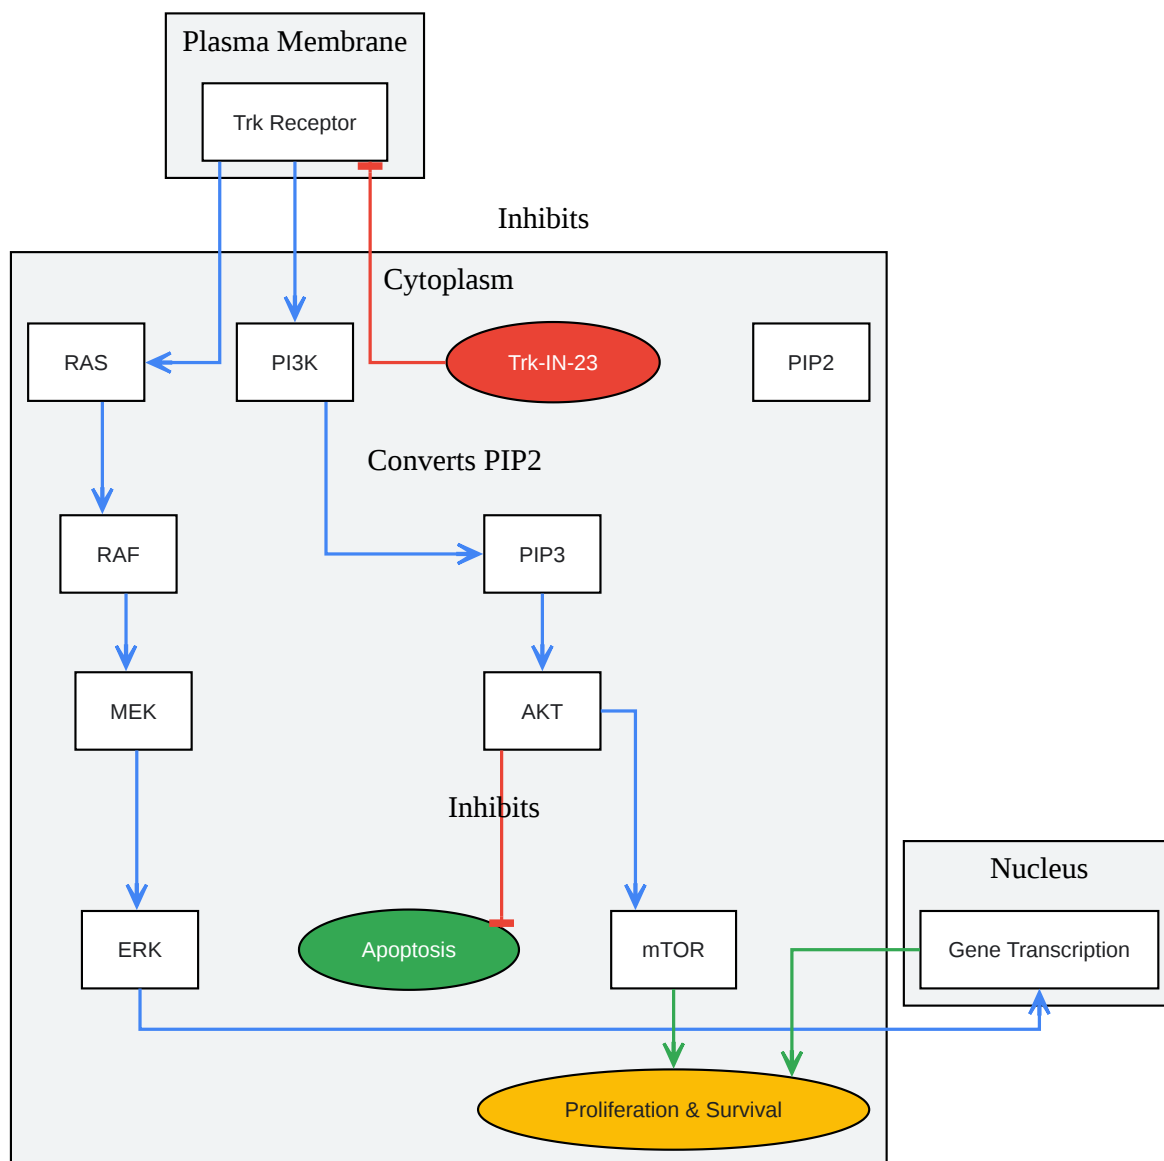 Plasma Membrane
Trk Receptor
Inhibits
Cytoplasm
RAS
PI3K
Trk-IN-23
PIP2
Converts PIP2
RAF
PIP3
MEK
AKT
Inhibits
Nucleus
ERK
Apoptosis
mTOR
Gene Transcription
Proliferation & Survival